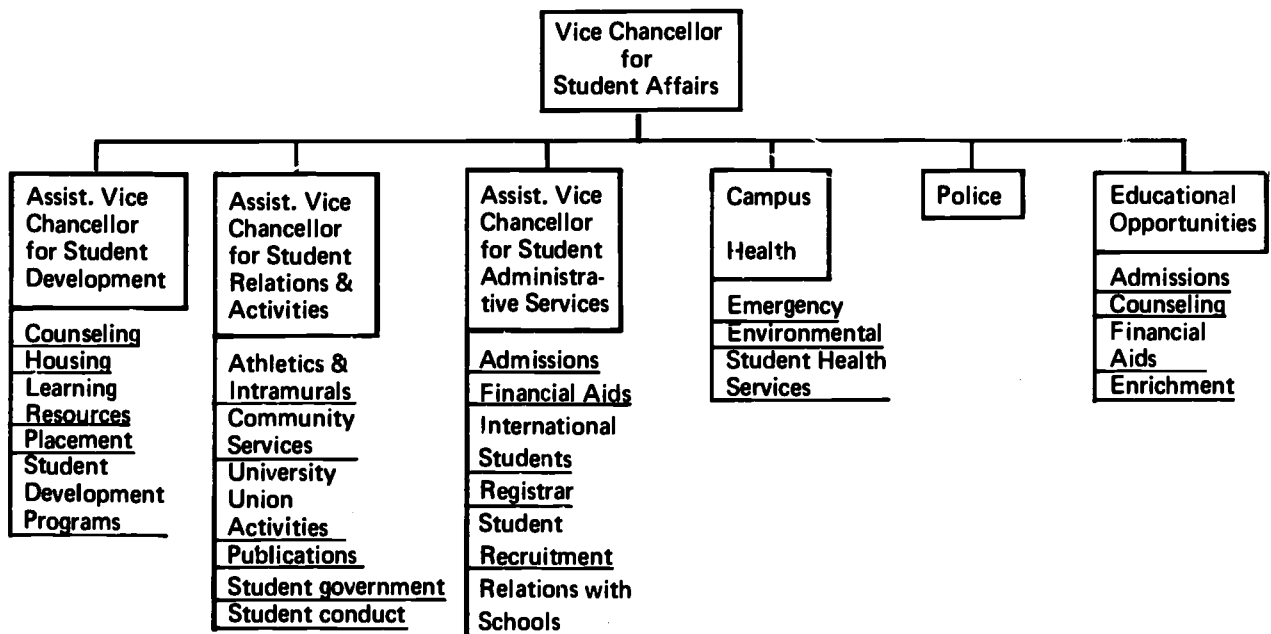 Vice Chancellor
for
Student Affairs
Assist. Vice
Chancellor
for Student
Development
Counseling
Housing
Learning
Resources
Placement
Student
Development
Programs
Assist. Vice
Chancellor
for Student
Relations &
Activities
Athletics &
Intramurals
Community
Services
University
Union
Activities
Publications
Student government
Student conduct
Assist. Vice
Chancellor
for Student
Administra-
tive Services
Admissions
Financial Aids
International
Students
Registrar
Student
Recruitment
Relations with
Schools
Campus
Health
Emergency
Environmental
Student Health
Services
Police
Educational
Opportunities
Admissions
Counseling
Financial
Aids
Enrichment